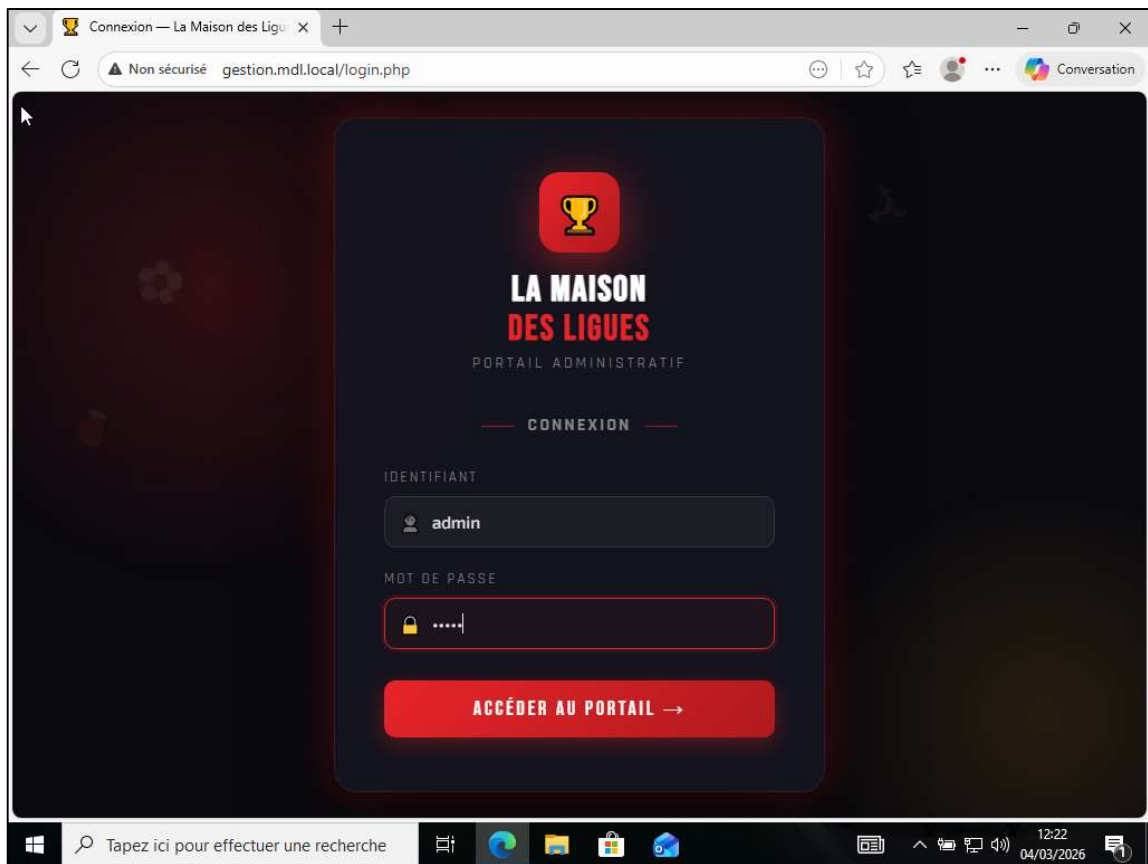 Connexion — La Maison des Ligu
Non sécurisé gestion.mdl.local/login.php
Conversation
LA MAISON
DES LIGUES
PORTAIL ADMINISTRATIF
CONNEXION
IDENTIFIANT
admin
MOT DE PASSE
•••••
ACCÉDER AU PORTAIL →
Tapez ici pour effectuer une recherche
12:22
04/03/2026
1